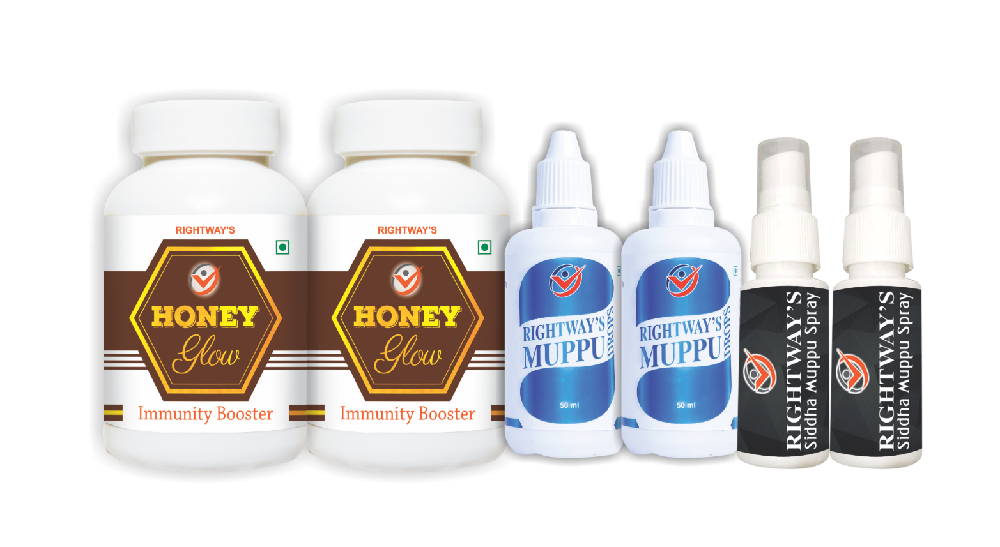 RIGHTWAY'S
HONEY
Glow
Immunity Booster
RIGHTWAY'S
HONEY
Glow
Immunity Booster
RIGHTWAY'S
MUPPU
DROPS
50 ml
RIGHTWAY'S
MUPPU
DROPS
50 ml
RIGHTWAY'S
Siddha Muppu Spray
RIGHTWAY'S
Siddha Muppu Spray